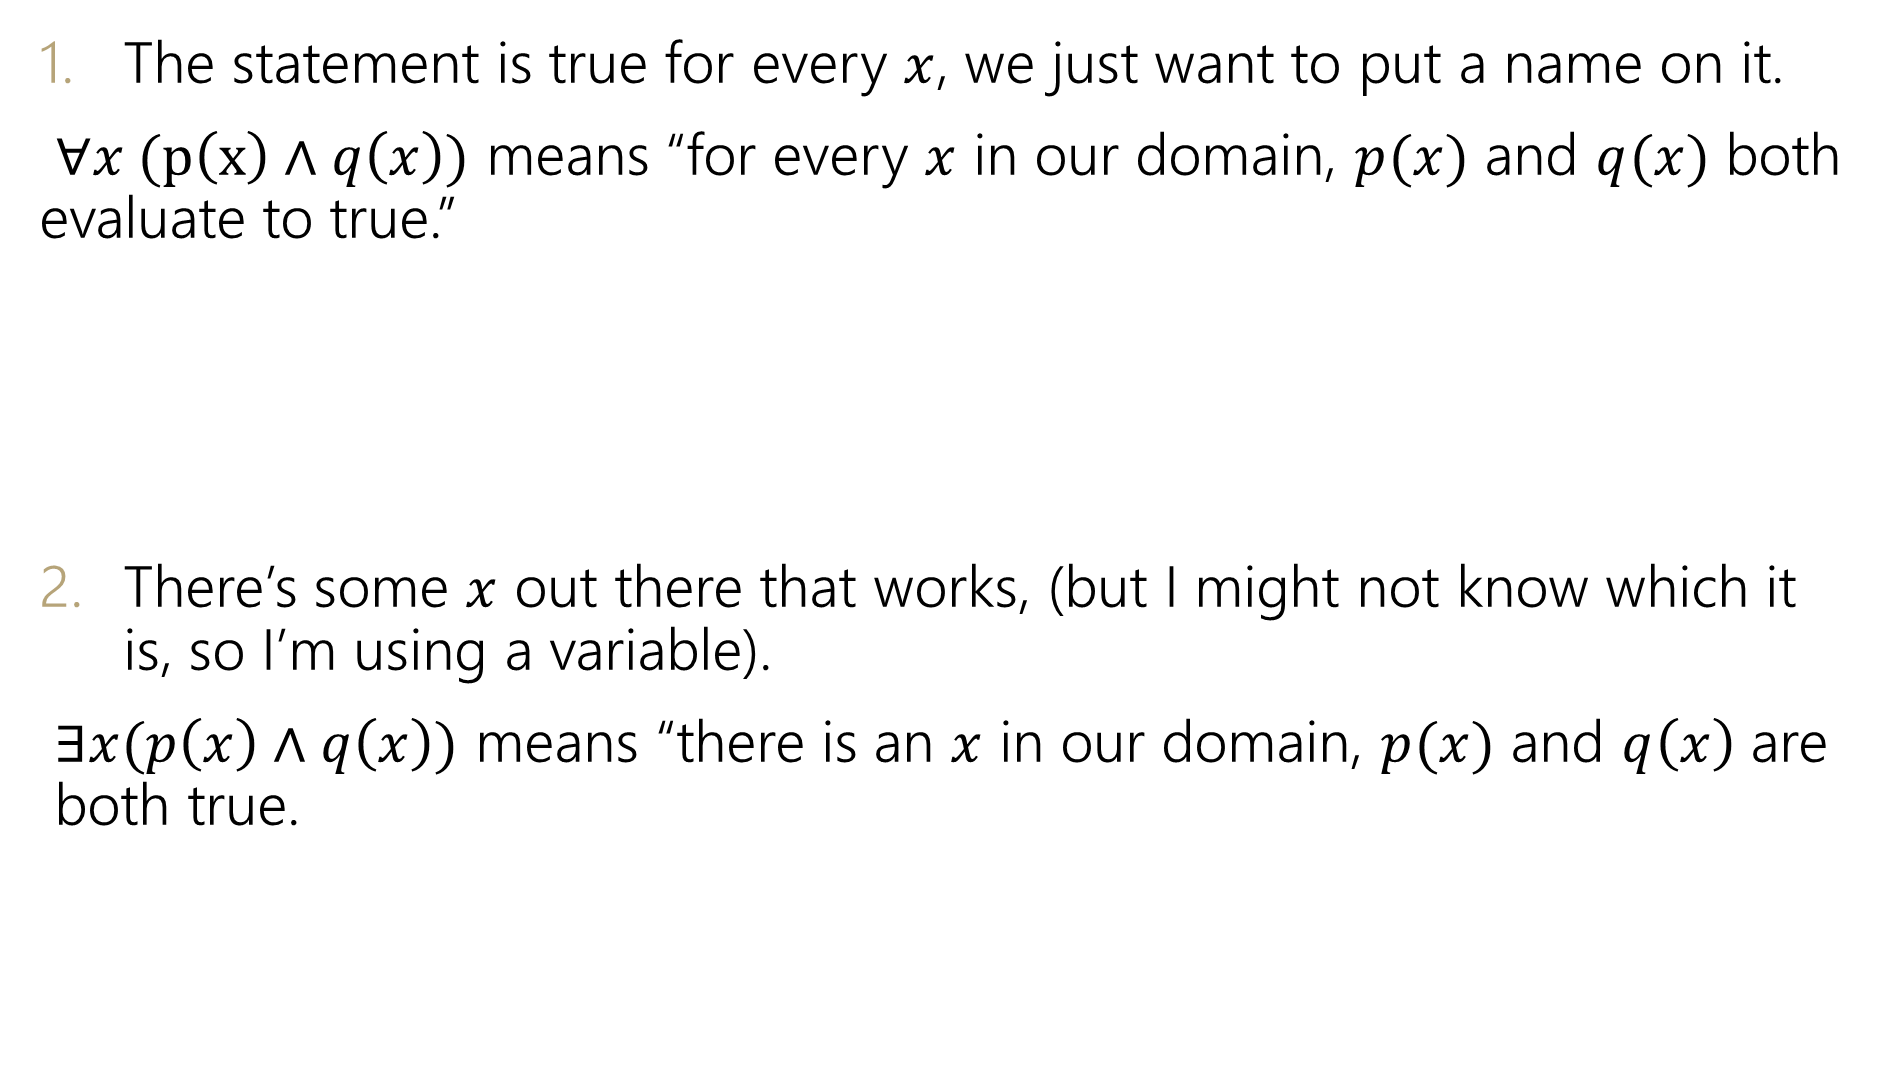 1. The statement is true for every 𝑥, we just want to put a name on it.
∀𝑥 (p(x) ∧ 𝑞(𝑥)) means “for every 𝑥 in our domain, 𝑝(𝑥) and 𝑞(𝑥) both
evaluate to true.”
2. There’s some 𝑥 out there that works, (but I might not know which it
is, so I’m using a variable).
∃𝑥(𝑝(𝑥) ∧ 𝑞(𝑥)) means “there is an 𝑥 in our domain, 𝑝(𝑥) and 𝑞(𝑥) are
both true.